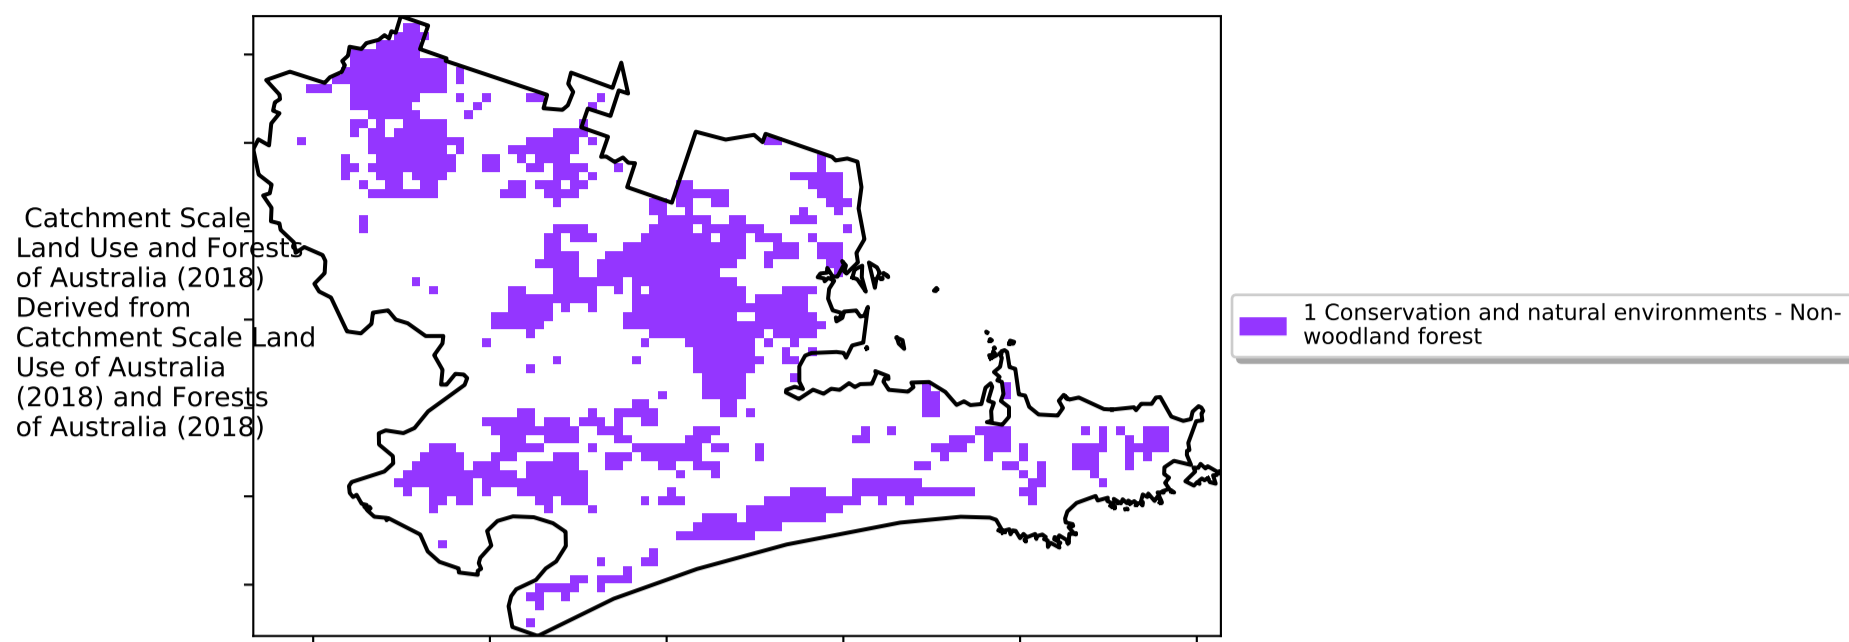 Catchment Scale
Land Use and Forests
of Australia (2018)
Derived from
Catchment Scale Land
Use of Australia
(2018) and Forests
of Australia (2018)
1 Conservation and natural environments - Non-
woodland forest